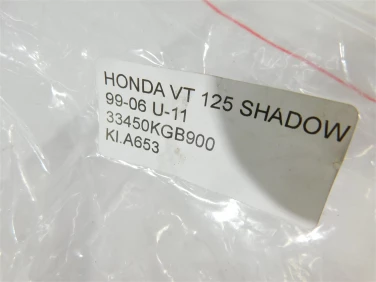 HONDA VT 125 SHADOW
99-06 U-11
33450KGB900
KI.A653